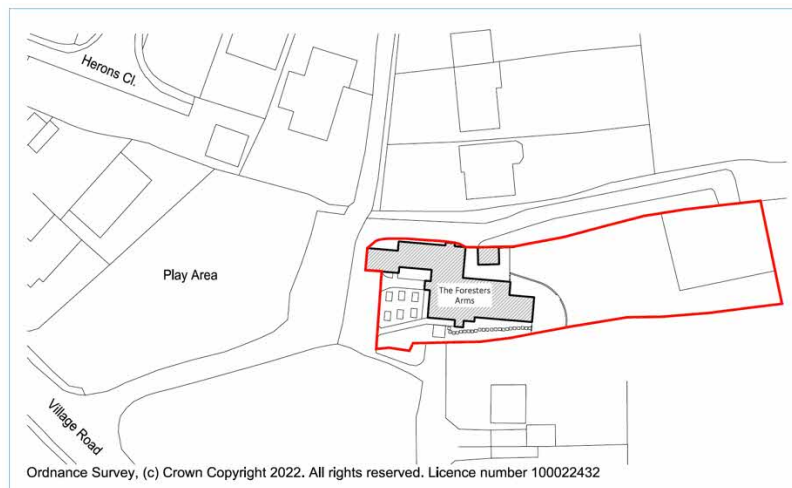 Herons Cl.
Play Area
The Foresters
Arms
Village Road
Ordnance Survey, (c) Crown Copyright 2022. All rights reserved. Licence number 100022432